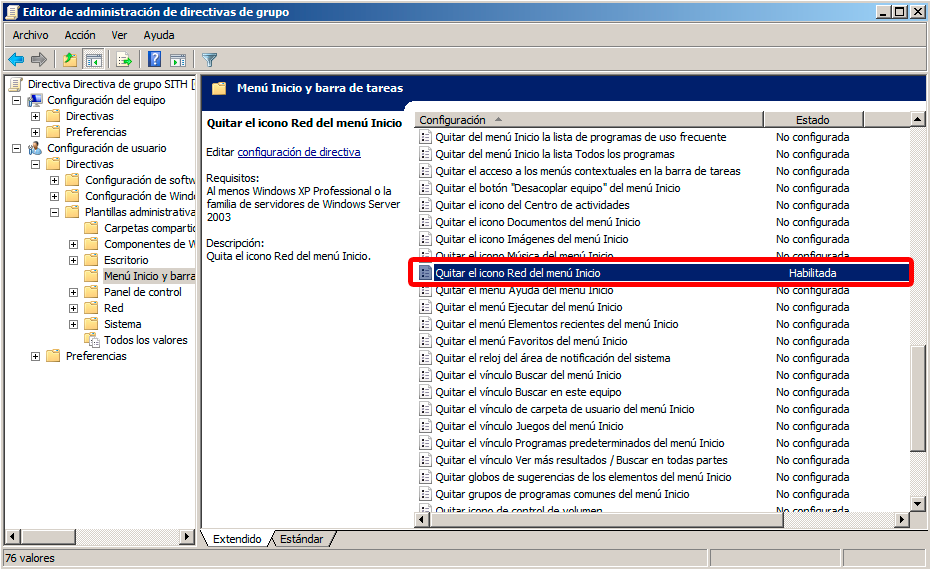 Editor de administración de directivas de grupo
Archivo Acción Ver Ayuda
Directiva Directiva de grupo SITH [
Configuración del equipo
Directivas
Preferencias
Configuración de usuario
Directivas
Configuración de softw
Configuración de Windo
Plantillas administrativa
Carpetas compartic
Componentes de W
Escritorio
Menú Inicio y barra
Panel de control
Red
Sistema
Todos los valores
Preferencias
Menú Inicio y barra de tareas
Quitar el icono Red del menú Inicio
Editar configuración de directiva
Requisitos:
Al menos Windows XP Professional o la
familia de servidores de Windows Server
2003
Descripción:
Quita el icono Red del menú Inicio.
Configuración Estado
Quitar del menú Inicio la lista de programas de uso frecuente No configurada
Quitar del menú Inicio la lista Todos los programas No configurada
Quitar el acceso a los menús contextuales en la barra de tareas No configurada
Quitar el botón "Desacoplar equipo" del menú Inicio No configurada
Quitar el icono del Centro de actividades No configurada
Quitar el icono Documentos del menú Inicio No configurada
Quitar el icono Imágenes del menú Inicio No configurada
Quitar el icono Música del menú Inicio No configurada
Quitar el icono Red del menú Inicio Habilitada
Quitar el menú Ayuda del menú Inicio No configurada
Quitar el menú Ejecutar del menú Inicio No configurada
Quitar el menú Elementos recientes del menú Inicio No configurada
Quitar el menú Favoritos del menú Inicio No configurada
Quitar el reloj del área de notificación del sistema No configurada
Quitar el vínculo Buscar del menú Inicio No configurada
Quitar el vínculo Buscar en este equipo No configurada
Quitar el vínculo de carpeta de usuario del menú Inicio No configurada
Quitar el vínculo Juegos del menú Inicio No configurada
Quitar el vínculo Programas predeterminados del menú Inicio No configurada
Quitar el vínculo Ver más resultados / Buscar en todas partes No configurada
Quitar globos de sugerencias de los elementos del menú Inicio No configurada
Quitar grupos de programas comunes del menú Inicio No configurada
Quitar icono de control de volumen No configurada
Extendido Estándar
76 valores